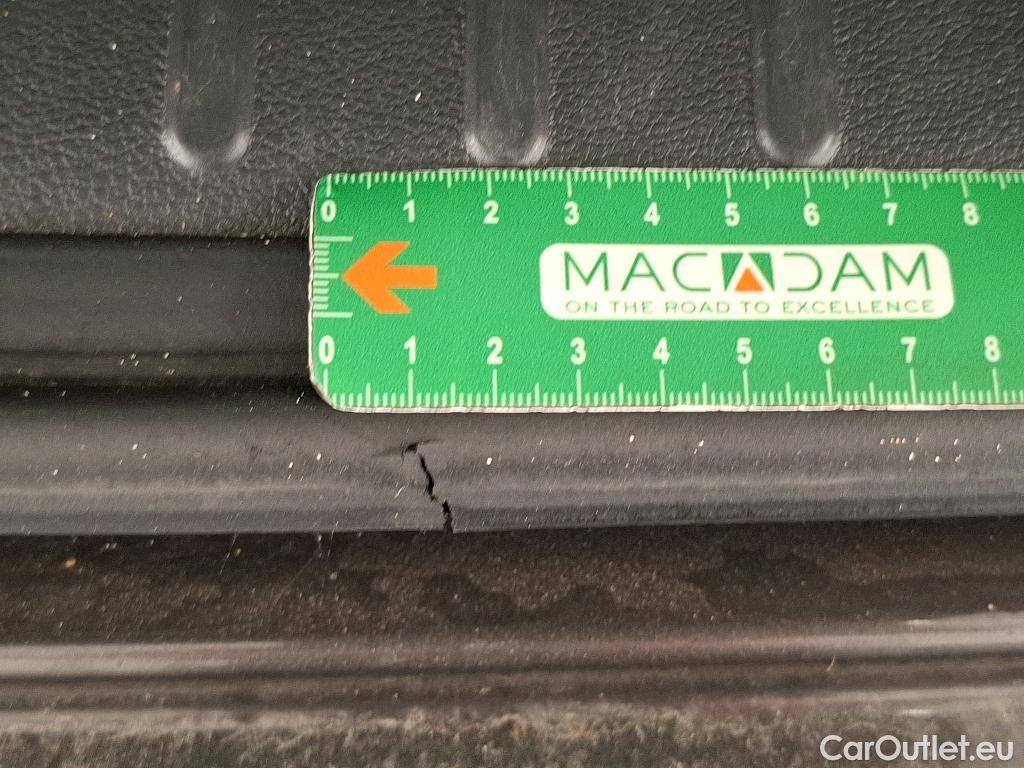 0 1 2 3 4 5 6 7 8
MACADAM
ON THE ROAD TO EXCELLENCE
0 1 2 3 4 5 6 7 8
CarOutlet.eu